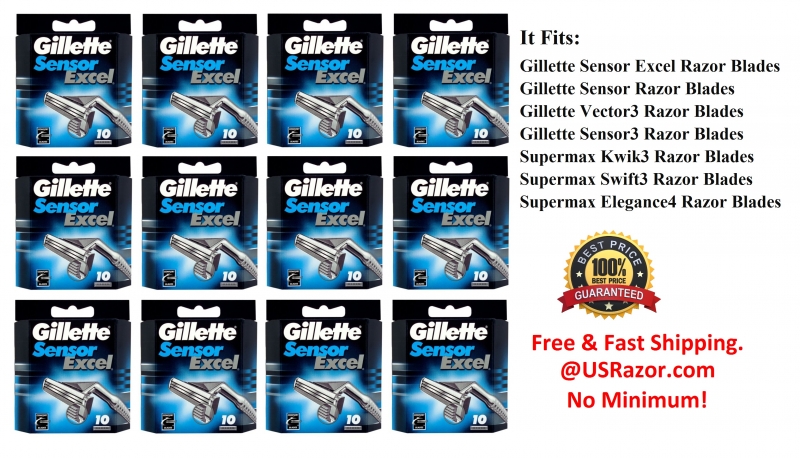 Gillette
Sensor
Excel
10
Gillette
Sensor
Excel
10
Gillette
Sensor
Excel
10
Gillette
Sensor
Excel
10
Gillette
Sensor
Excel
10
Gillette
Sensor
Excel
10
Gillette
Sensor
Excel
10
Gillette
Sensor
Excel
10
Gillette
Sensor
Excel
10
Gillette
Sensor
Excel
10
Gillette
Sensor
Excel
10
Gillette
Sensor
Excel
10
It Fits:
Gillette Sensor Excel Razor Blades
Gillette Sensor Razor Blades
Gillette Vector3 Razor Blades
Gillette Sensor3 Razor Blades
Supermax Kwik3 Razor Blades
Supermax Swift3 Razor Blades
Supermax Elegance4 Razor Blades
BEST PRICE
100%
BEST PRICE
GUARANTEED
Free & Fast Shipping.
@USRazor.com
No Minimum!